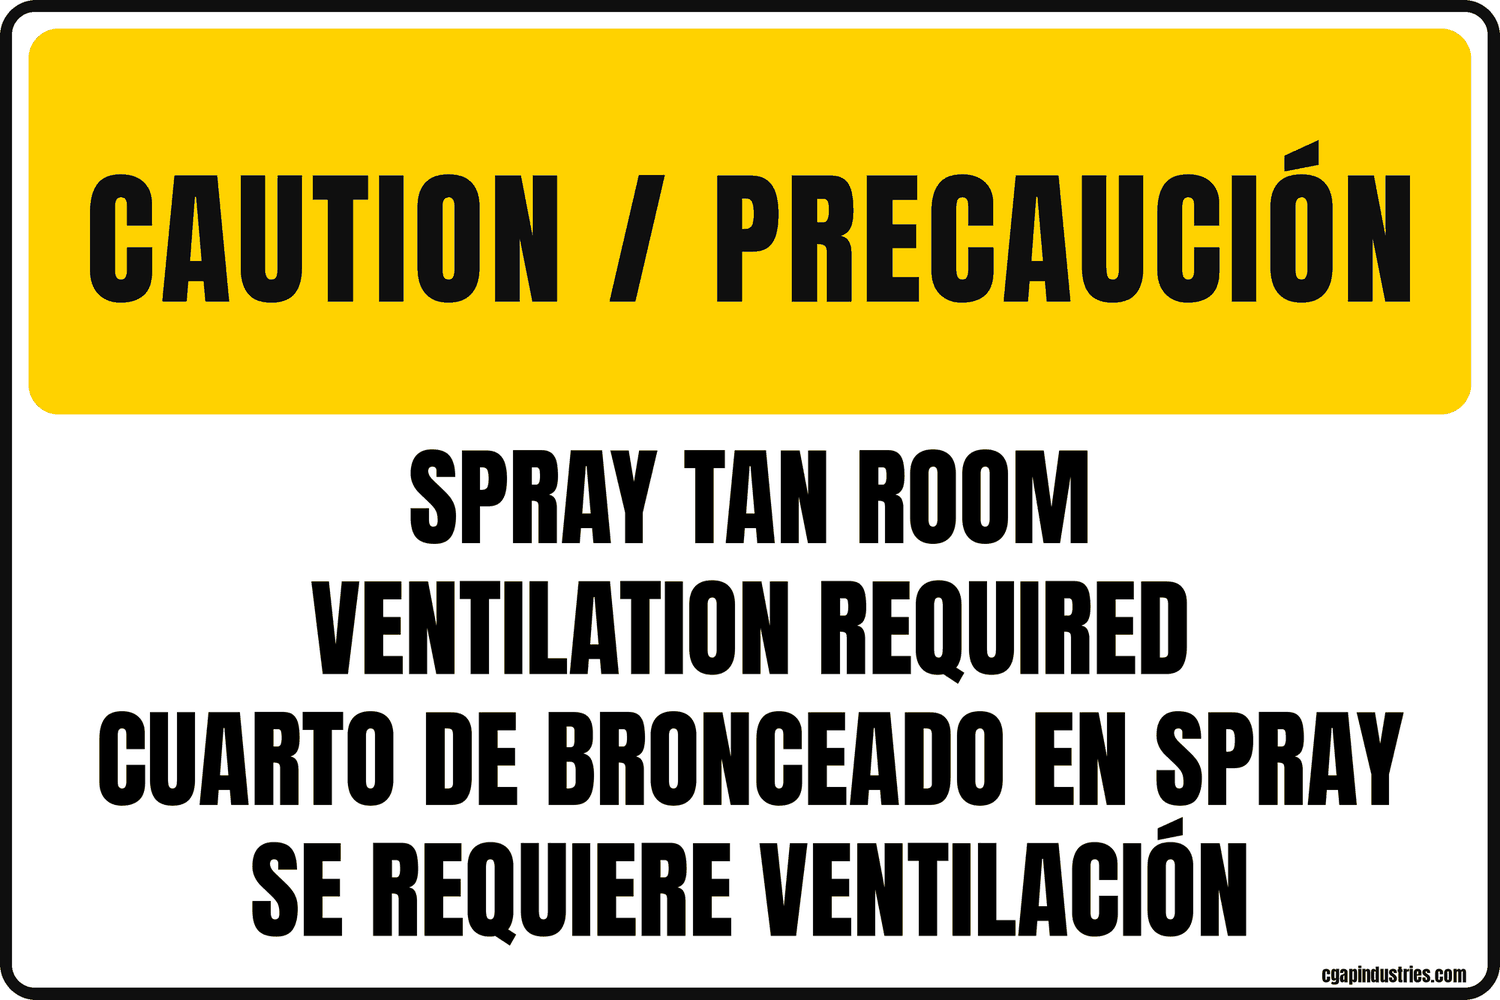 CAUTION / PRECAUCIÓN
SPRAY TAN ROOM
VENTILATION REQUIRED
CUARTO DE BRONCEADO EN SPRAY
SE REQUIERE VENTILACIÓN
cgapindustries.com